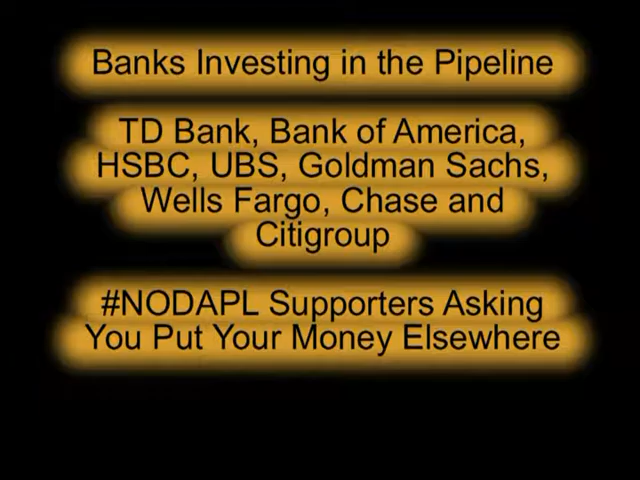 Banks Investing in the Pipeline
TD Bank, Bank of America,
HSBC, UBS, Goldman Sachs,
Wells Fargo, Chase and
Citigroup
#NODAPL Supporters Asking
You Put Your Money Elsewhere